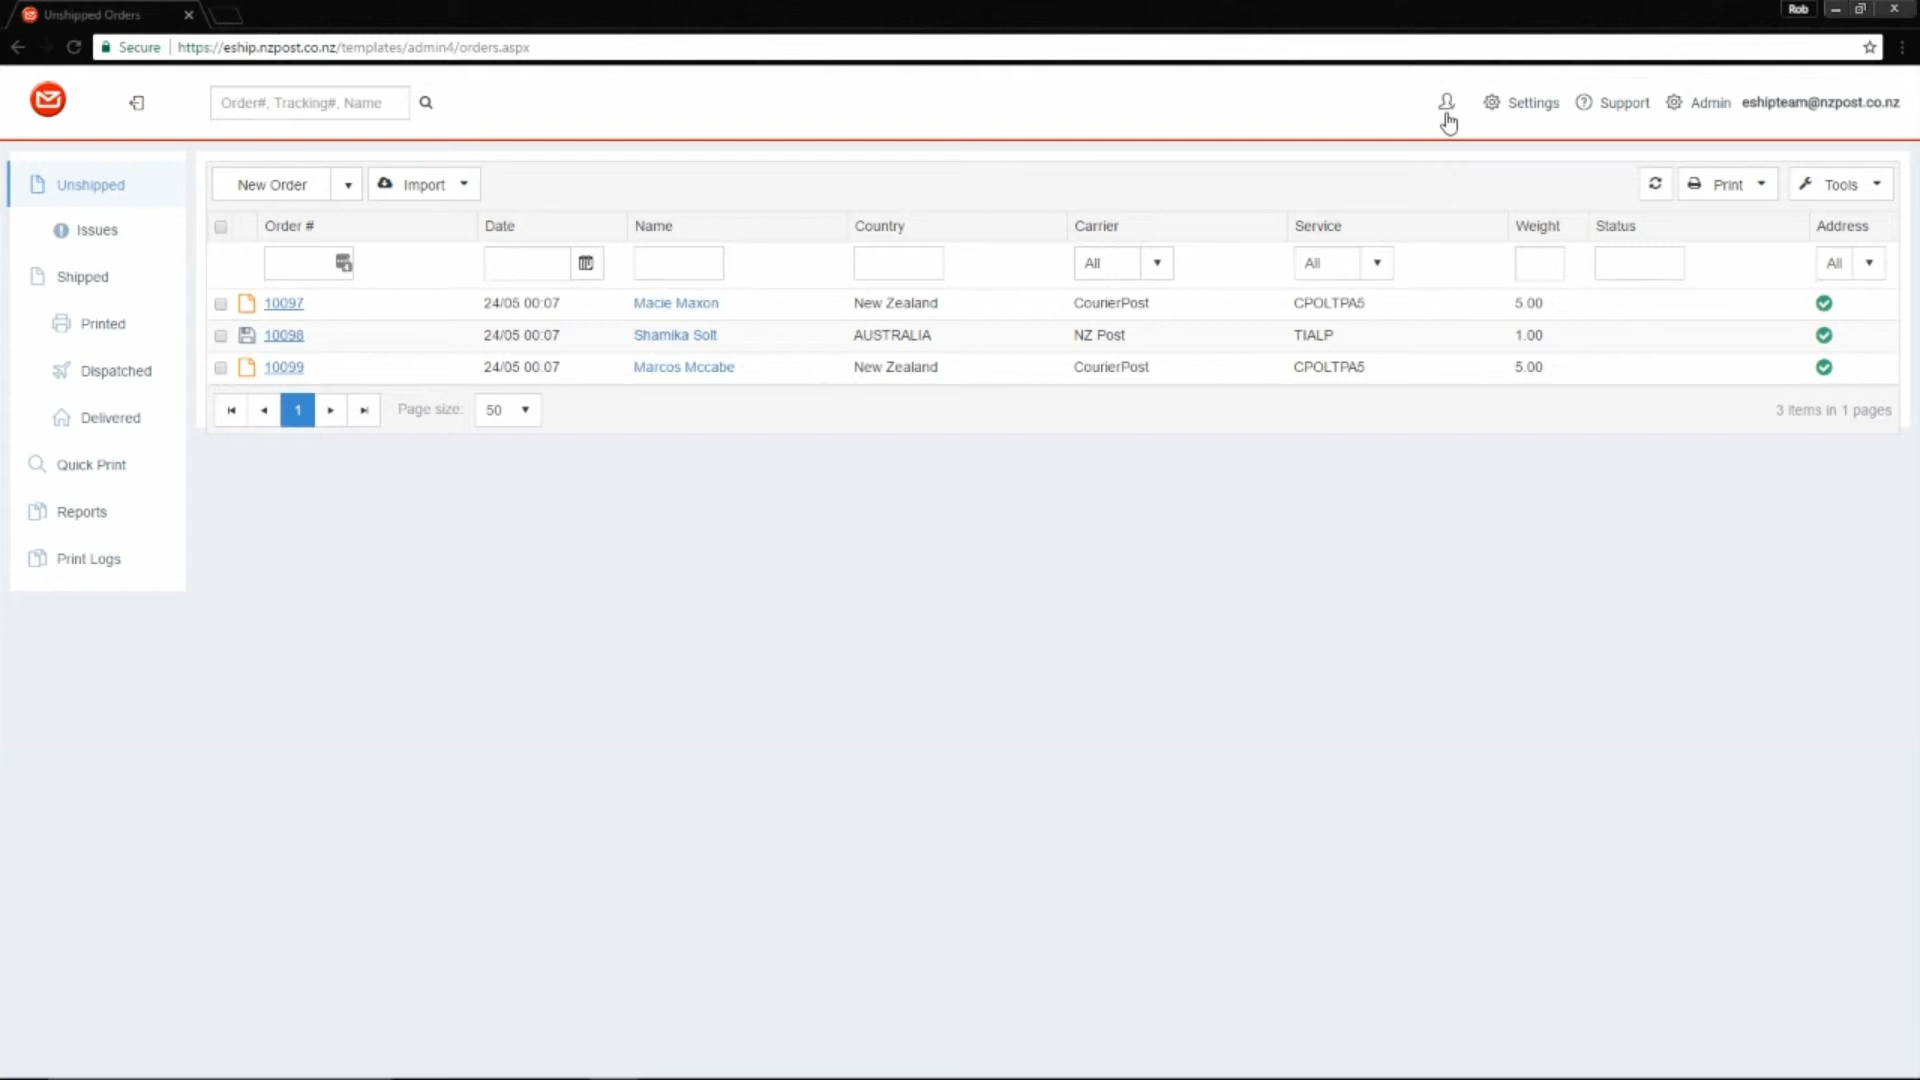 Unshipped Orders
Rob
Secure https://eship.nzpost.co.nz/templates/admin4/orders.aspx
Order#, Tracking#, Name
Settings Support Admin eshipteam@nzpost.co.nz
Unshipped
Issues
Shipped
Printed
Dispatched
Delivered
Quick Print
Reports
Print Logs
New Order Import Print Tools
Order # Date Name Country Carrier Service Weight Status Address
All All All
10097 24/05 00:07 Macie Maxon New Zealand CourierPost CPOLTPA5 5.00
10098 24/05 00:07 Shamika Solt AUSTRALIA NZ Post TIALP 1.00
10099 24/05 00:07 Marcos Mccabe New Zealand CourierPost CPOLTPA5 5.00
1 Page size: 50 3 items in 1 pages